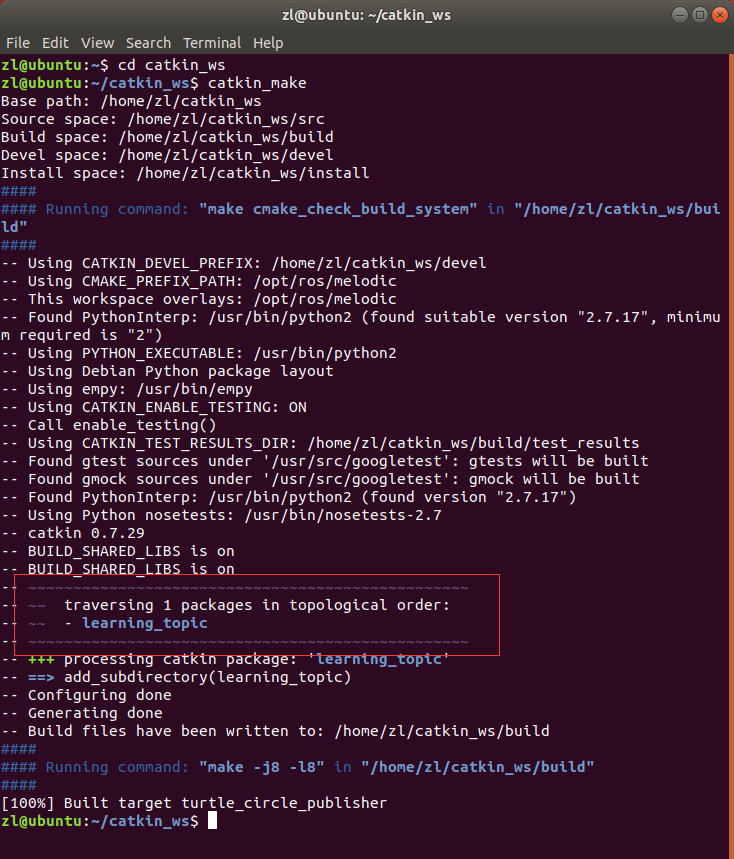 zl@ubuntu: ~/catkin_ws
File Edit View Search Terminal Help
zl@ubuntu:~$ cd catkin_ws
zl@ubuntu:~/catkin_ws$ catkin_make
Base path: /home/zl/catkin_ws
Source space: /home/zl/catkin_ws/src
Build space: /home/zl/catkin_ws/build
Devel space: /home/zl/catkin_ws/devel
Install space: /home/zl/catkin_ws/install
####
#### Running command: "make cmake_check_build_system" in "/home/zl/catkin_ws/bui
ld"
####
-- Using CATKIN_DEVEL_PREFIX: /home/zl/catkin_ws/devel
-- Using CMAKE_PREFIX_PATH: /opt/ros/melodic
-- This workspace overlays: /opt/ros/melodic
-- Found PythonInterp: /usr/bin/python2 (found suitable version "2.7.17", minimu
m required is "2")
-- Using PYTHON_EXECUTABLE: /usr/bin/python2
-- Using Debian Python package layout
-- Using empy: /usr/bin/empy
-- Using CATKIN_ENABLE_TESTING: ON
-- Call enable_testing()
-- Using CATKIN_TEST_RESULTS_DIR: /home/zl/catkin_ws/build/test_results
-- Found gtest sources under '/usr/src/googletest': gtests will be built
-- Found gmock sources under '/usr/src/googletest': gmock will be built
-- Found PythonInterp: /usr/bin/python2 (found version "2.7.17")
-- Using Python nosetests: /usr/bin/nosetests-2.7
-- catkin 0.7.29
-- BUILD_SHARED_LIBS is on
-- BUILD_SHARED_LIBS is on
-- ~~~~~~~~~~~~~~~~~~~~~~~~~~~~~~~~~~~~~~~~~~~~~~~~~
-- ~~  traversing 1 packages in topological order:
-- ~~  - learning_topic
-- ~~~~~~~~~~~~~~~~~~~~~~~~~~~~~~~~~~~~~~~~~~~~~~~~~
-- +++ processing catkin package: 'learning_topic'
-- ==> add_subdirectory(learning_topic)
-- Configuring done
-- Generating done
-- Build files have been written to: /home/zl/catkin_ws/build
####
#### Running command: "make -j8 -l8" in "/home/zl/catkin_ws/build"
####
[100%] Built target turtle_circle_publisher
zl@ubuntu:~/catkin_ws$